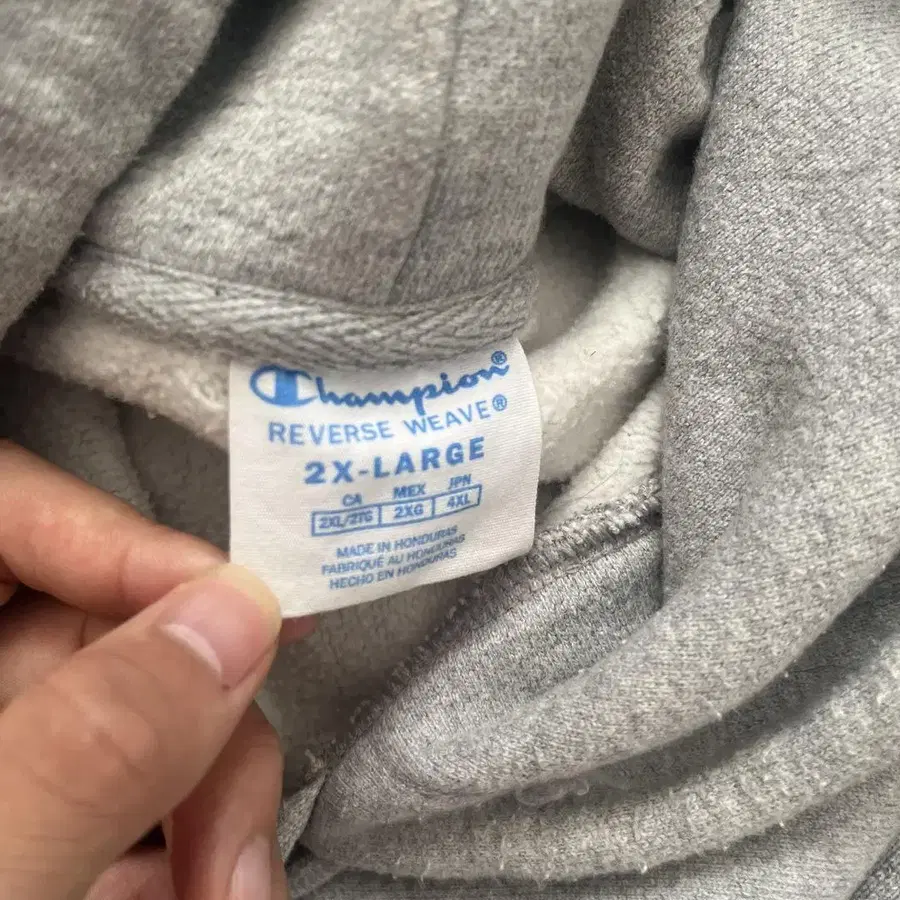 Champion®
REVERSE WEAVE®
2X-LARGE
CA MEX JPN
2XL/2TG 2XG 4XL
MADE IN HONDURAS
FABRIQUÉ AU HONDURAS
HECHO EN HONDURAS